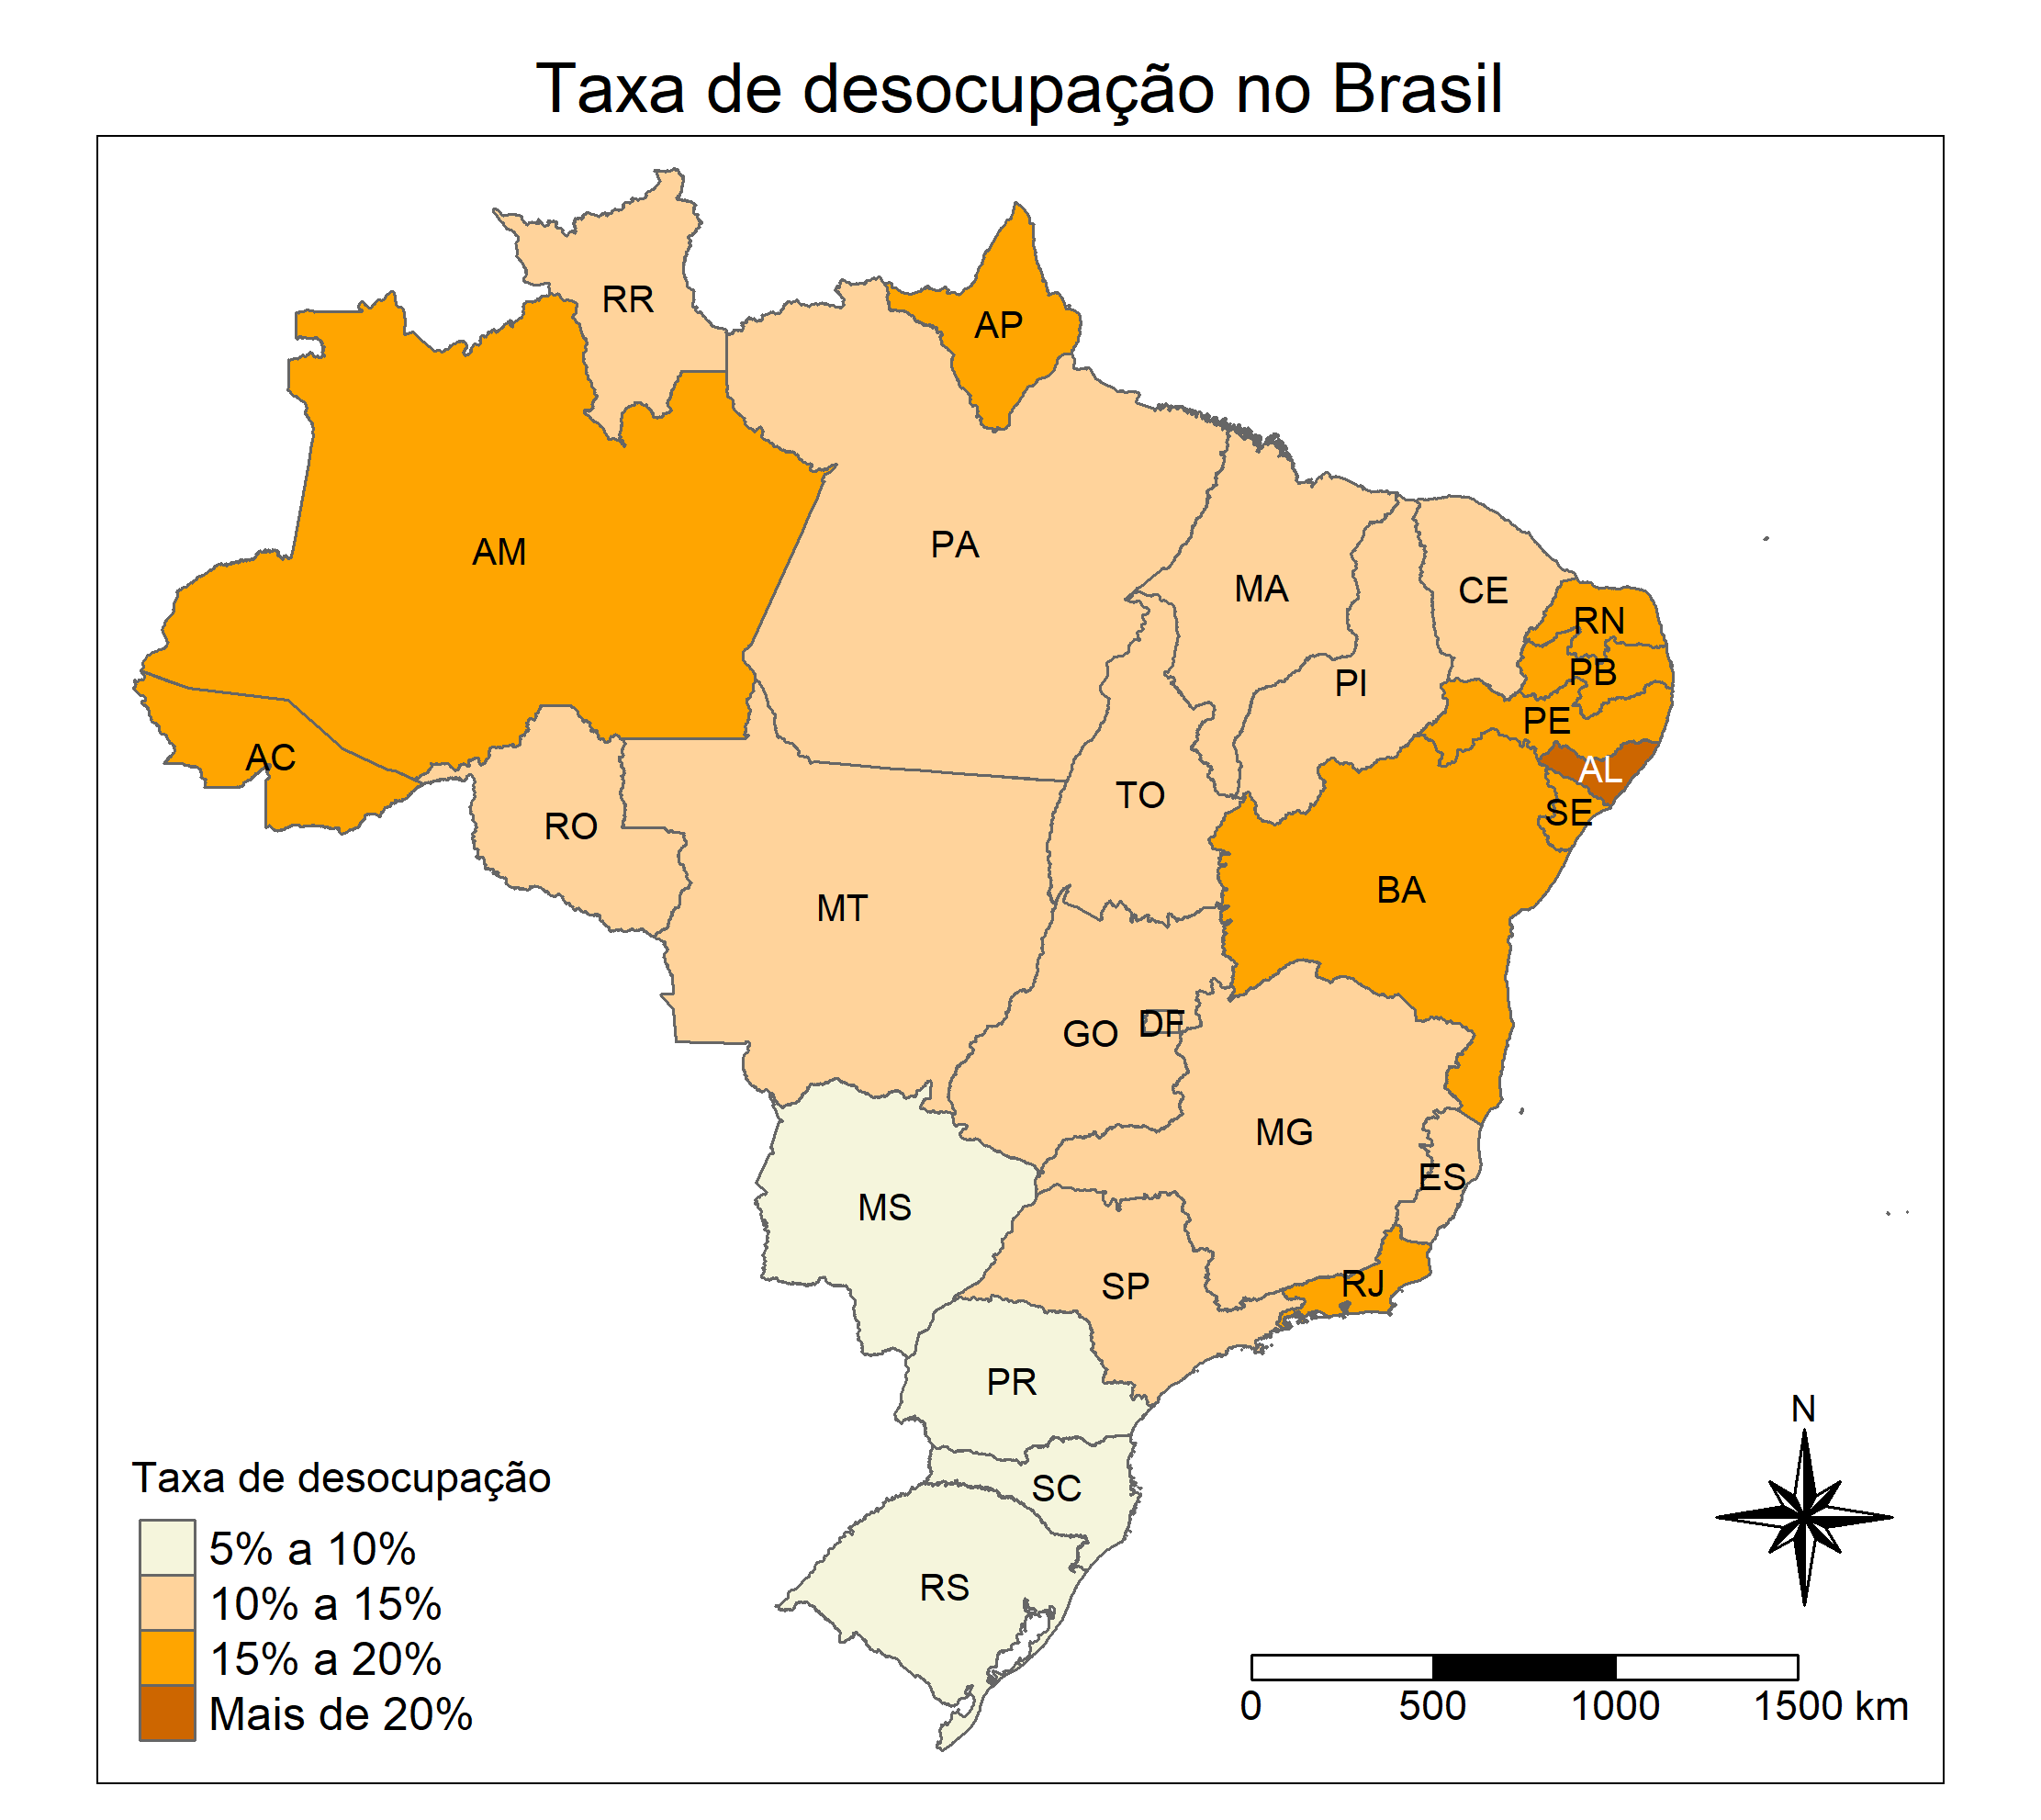 Taxa de desocupação no Brasil
RR
AP
AM
PA
MA
CE
RN
PB
PI
PE
AC
AL
TO
SE
RO
BA
MT
DF
GO
MG
ES
MS
SP
RJ
PR
N
Taxa de desocupação
SC
5% a 10%
RS
10% a 15%
15% a 20%
Mais de 20%
0 500 1000 1500 km